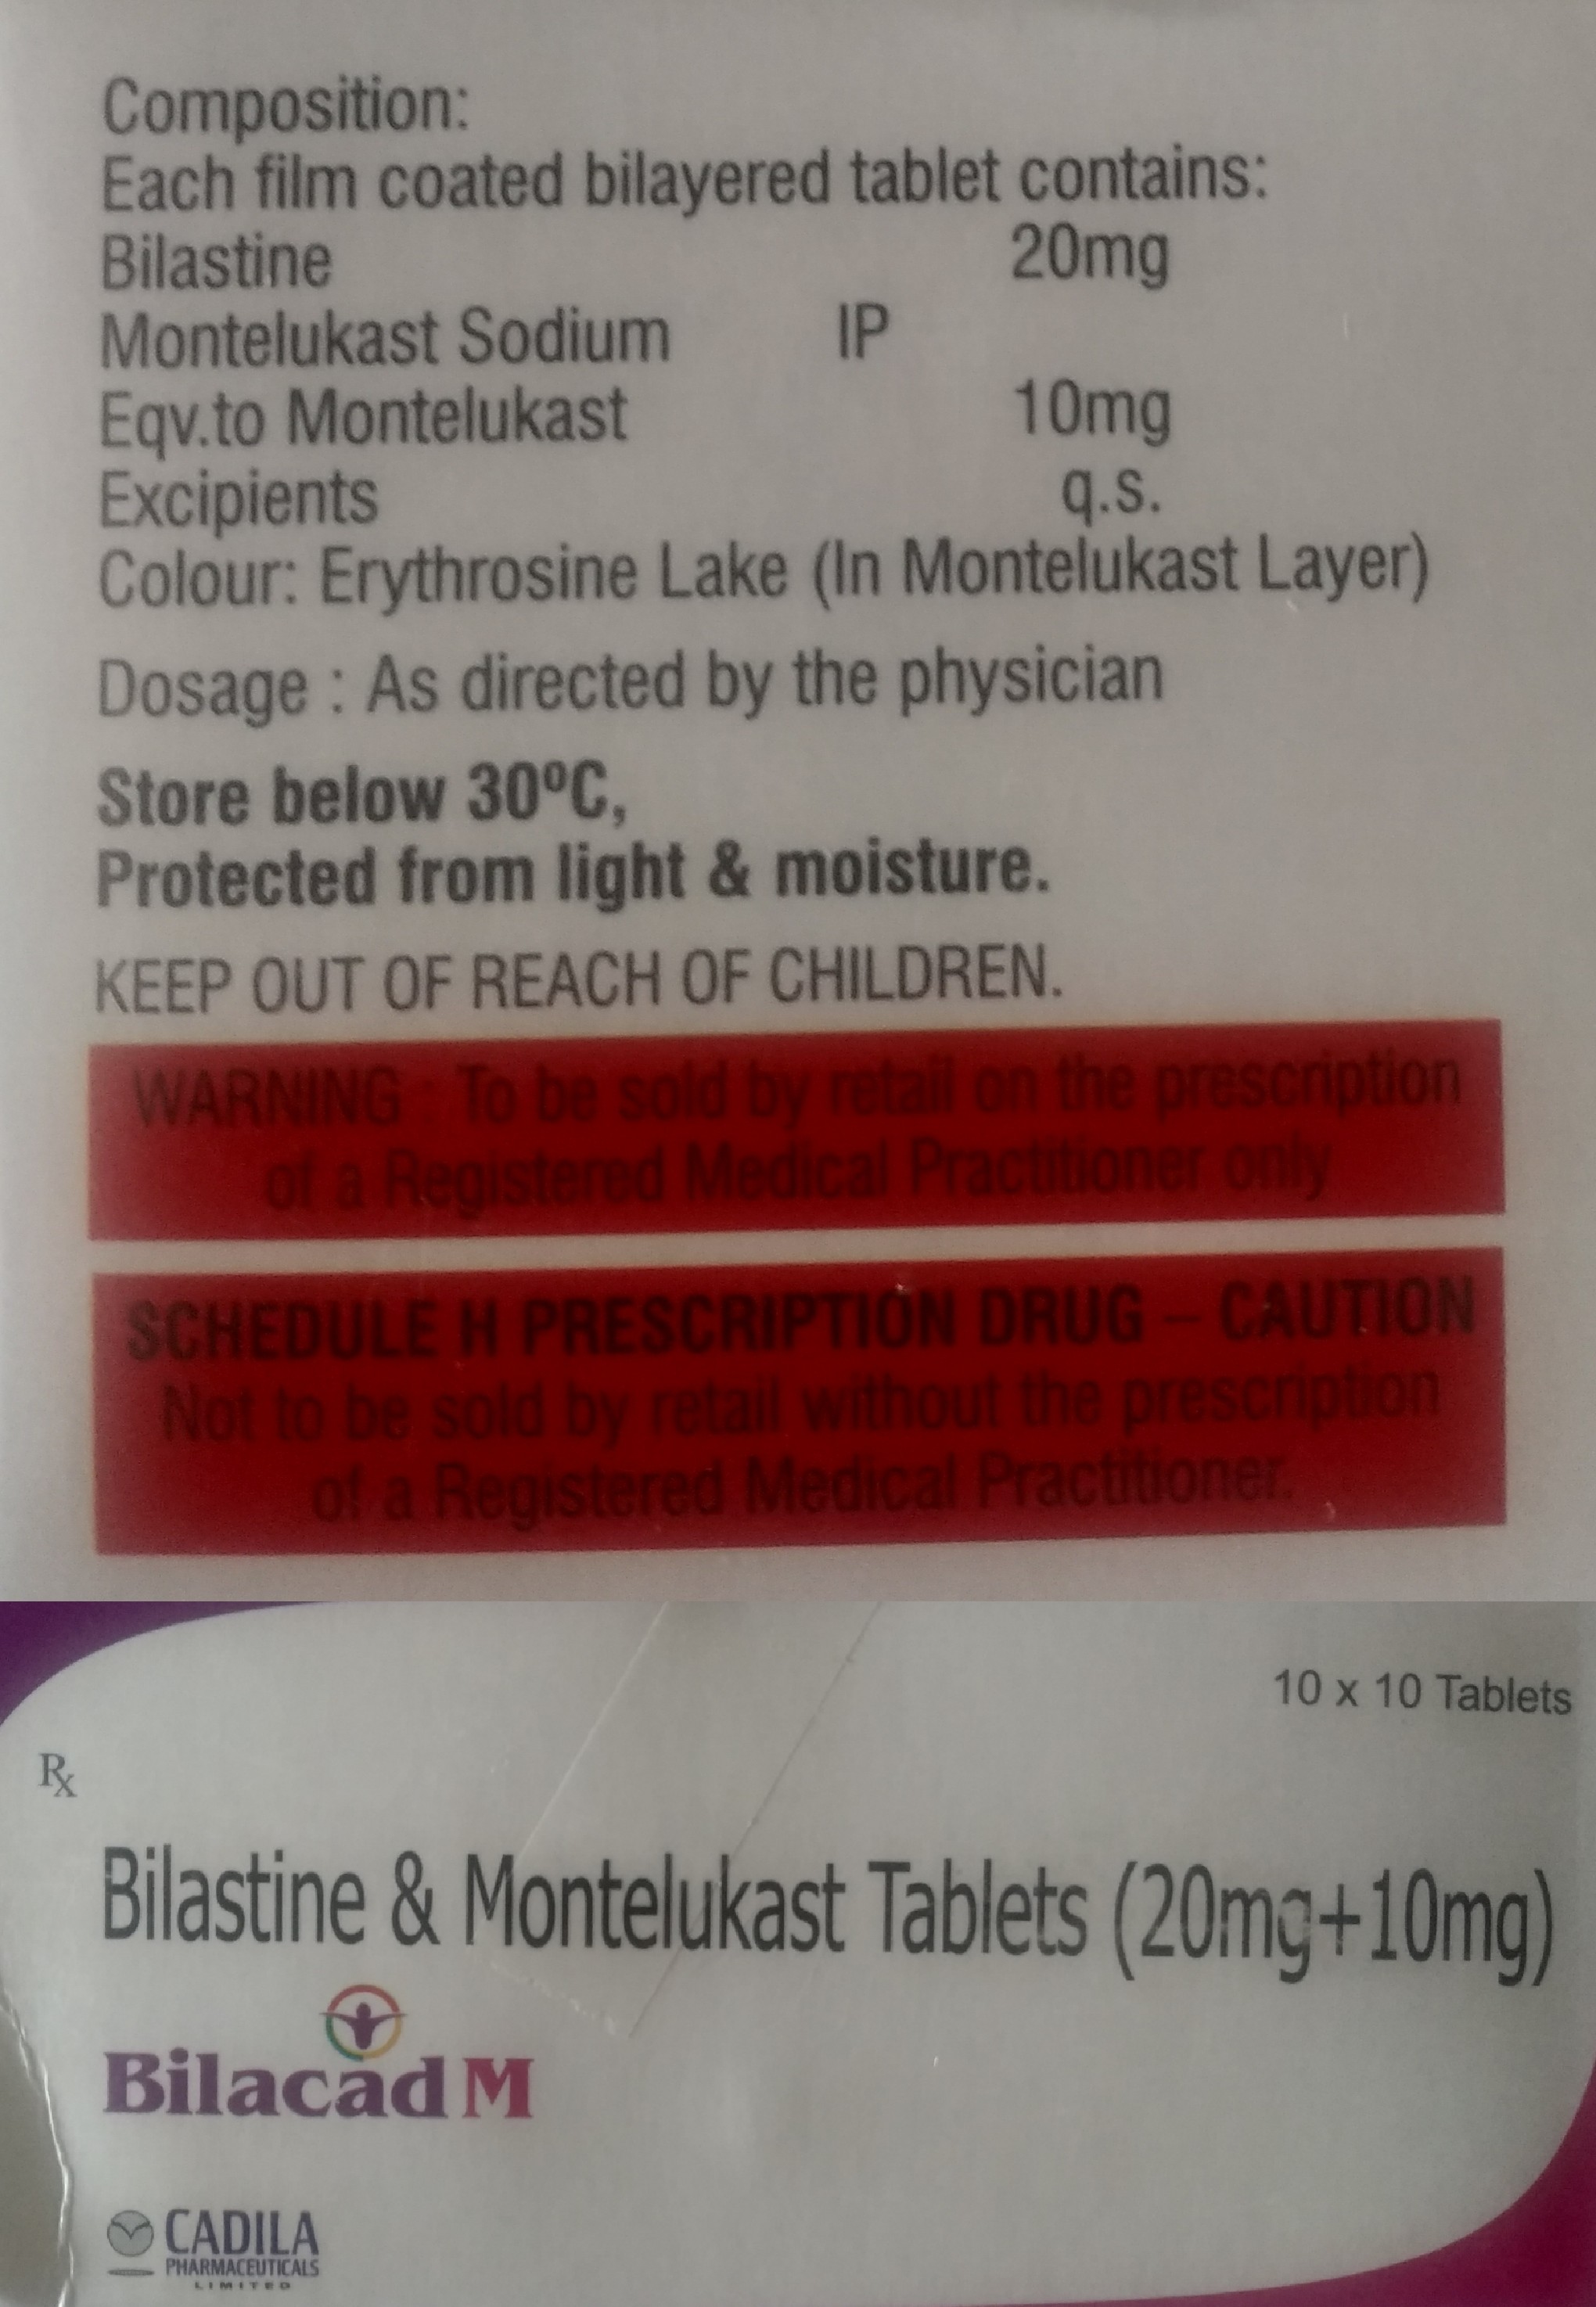 Composition:
Each film coated bilayered tablet contains:
Bilastine 20mg
Montelukast Sodium IP
Eqv.to Montelukast 10mg
Excipients q.s.
Colour: Erythrosine Lake (In Montelukast Layer)
Dosage : As directed by the physician
Store below 30ºC,
Protected from light & moisture.
KEEP OUT OF REACH OF CHILDREN.
WARNING : To be sold by retail on the prescription
of a Registered Medical Practitioner only
SCHEDULE H PRESCRIPTION DRUG – CAUTION
Not to be sold by retail without the prescription
of a Registered Medical Practitioner.
10 x 10 Tablets
Rx
Bilastine & Montelukast Tablets (20mg+10mg)
Bilacad M
CADILA
PHARMACEUTICALS
LIMITED